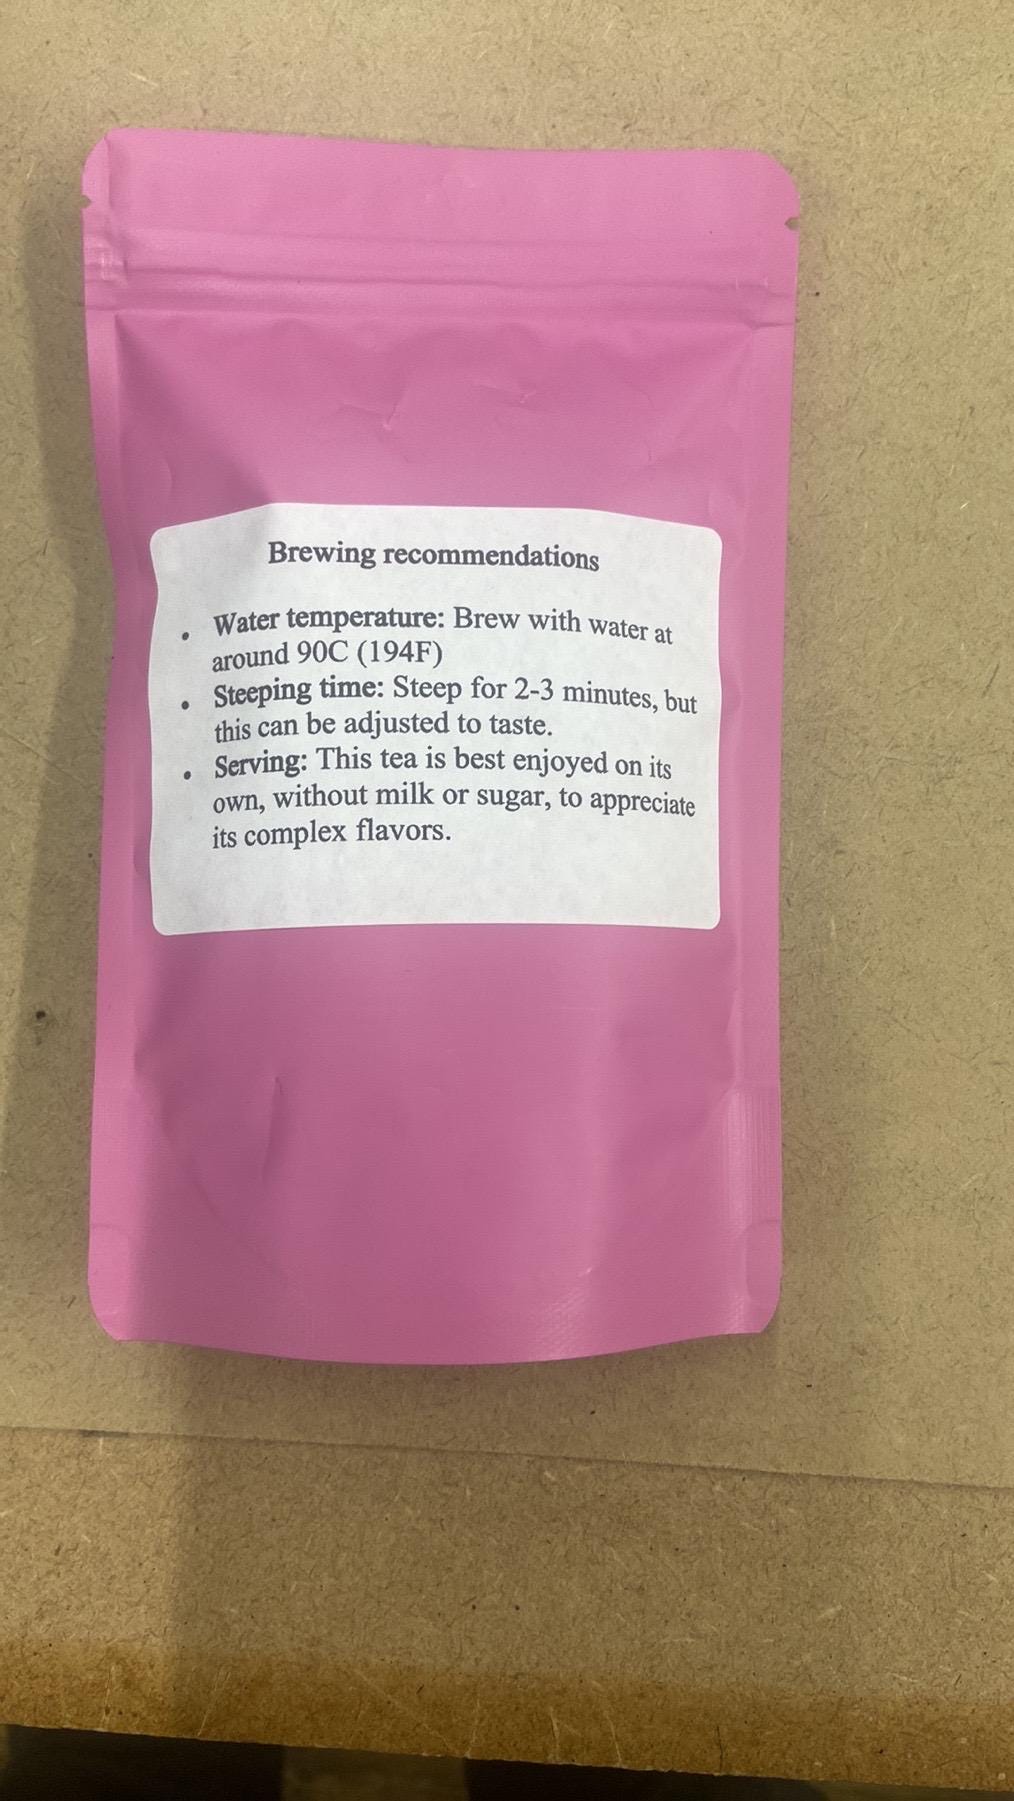 Brewing recommendations
• Water temperature: Brew with water at
around 90C (194F)
• Steeping time: Steep for 2-3 minutes, but
this can be adjusted to taste.
• Serving: This tea is best enjoyed on its
own, without milk or sugar, to appreciate
its complex flavors.